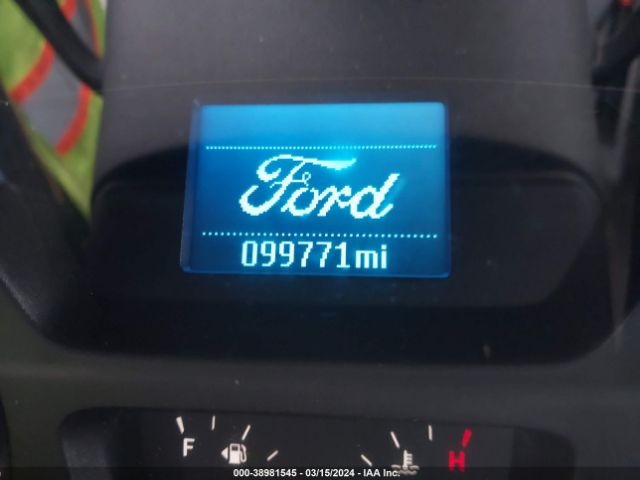 Ford
099771mi
F
H
000-38981545 - 03/15/2024 - IAA Inc.